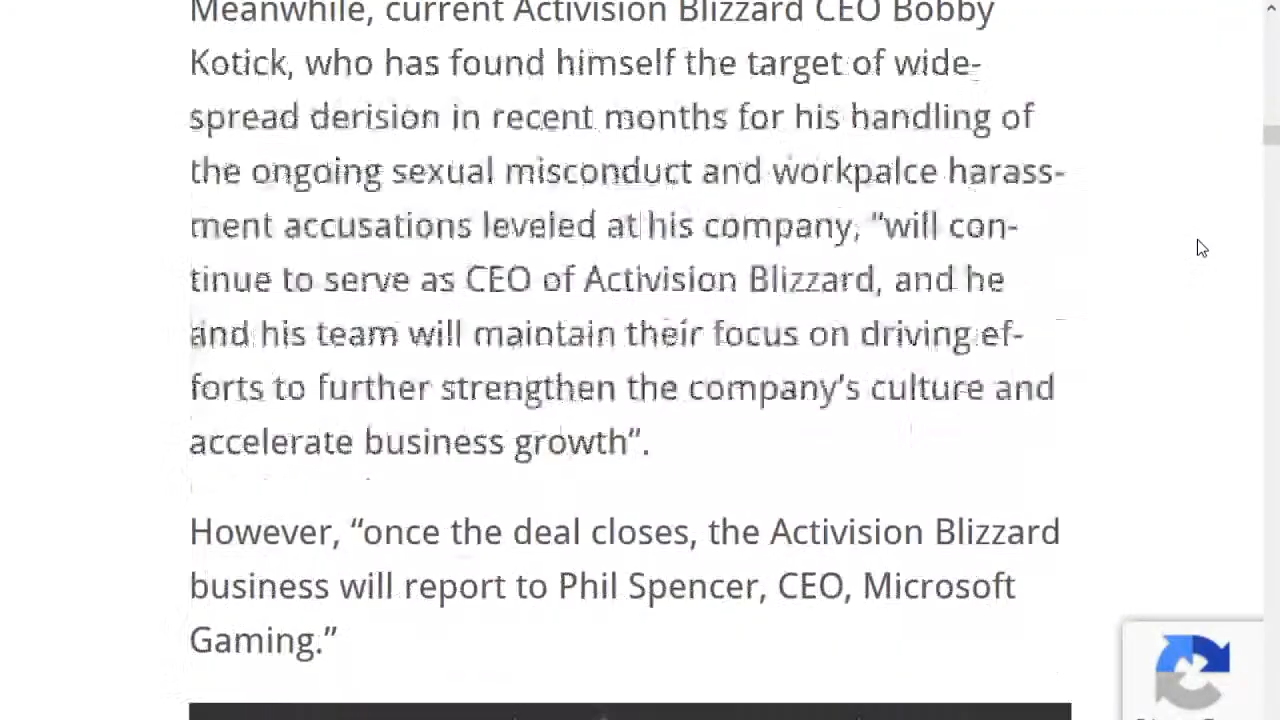 Meanwhile, current Activision Blizzard CEO Bobby
Kotick, who has found himself the target of wide-
spread derision in recent months for his handling of
the ongoing sexual misconduct and workpalce harass-
ment accusations leveled at his company, “will con-
tinue to serve as CEO of Activision Blizzard, and he
and his team will maintain their focus on driving ef-
forts to further strengthen the company’s culture and
accelerate business growth”.
However, “once the deal closes, the Activision Blizzard
business will report to Phil Spencer, CEO, Microsoft
Gaming.”